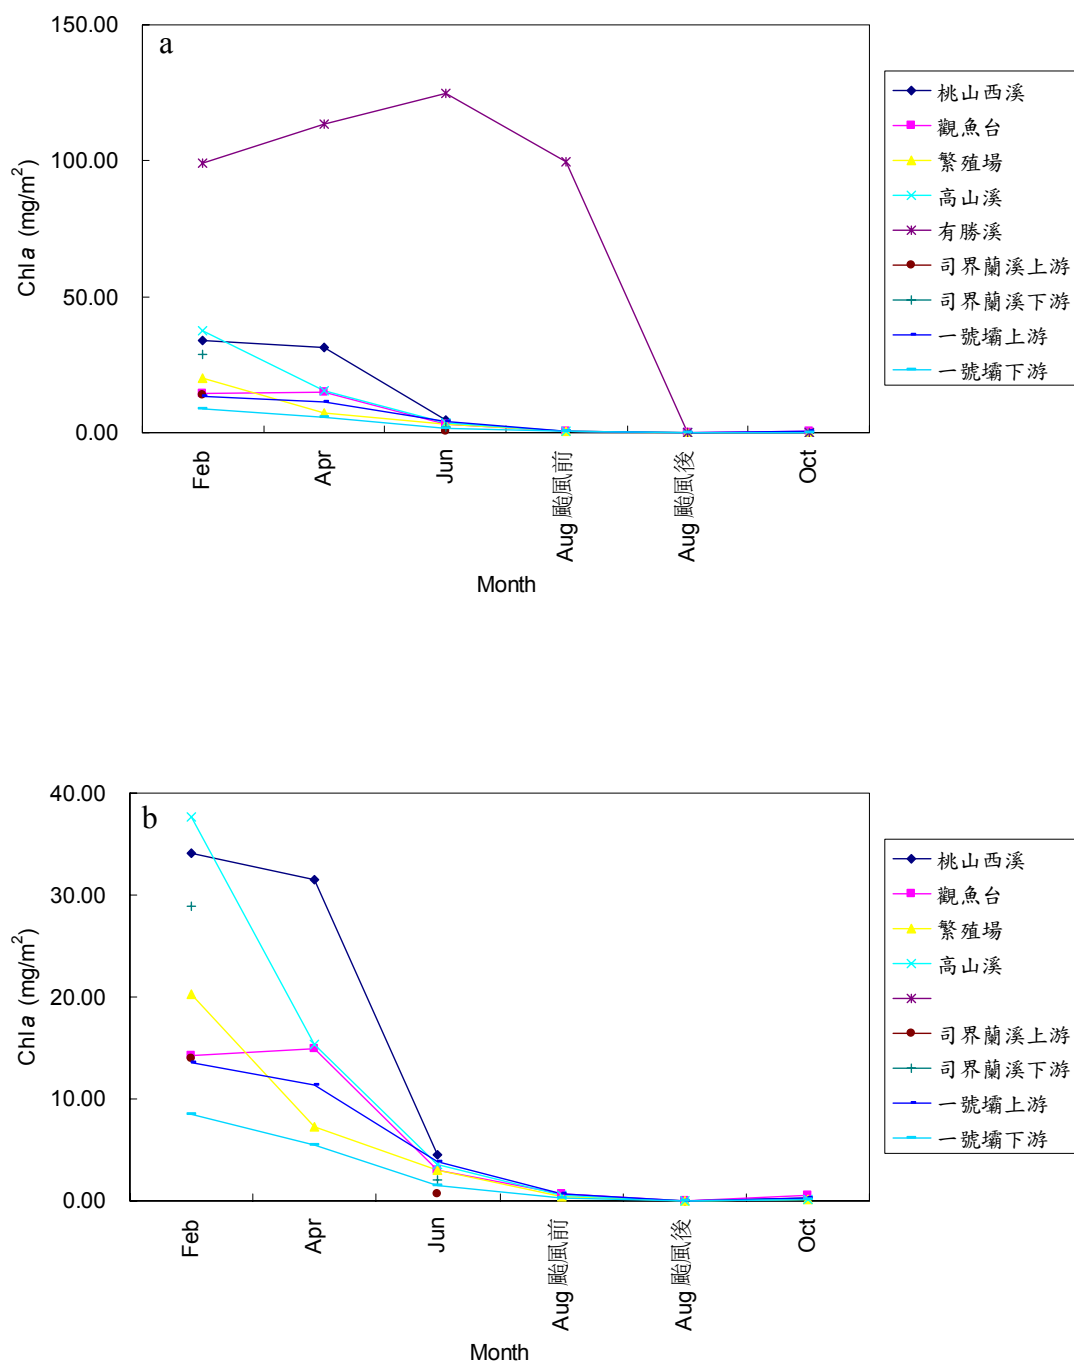 a
150.00
100.00
50.00
0.00
Chl a (mg/m²)
Feb
Apr
Jun
Aug 颱風前
Aug 颱風後
Oct
Month
桃山西溪
觀魚台
繁殖場
高山溪
有勝溪
司界蘭溪上游
司界蘭溪下游
一號壩上游
一號壩下游
b
40.00
30.00
20.00
10.00
0.00
Chl a (mg/m²)
Feb
Apr
Jun
Aug 颱風前
Aug 颱風後
Oct
Month
桃山西溪
觀魚台
繁殖場
高山溪
司界蘭溪上游
司界蘭溪下游
一號壩上游
一號壩下游